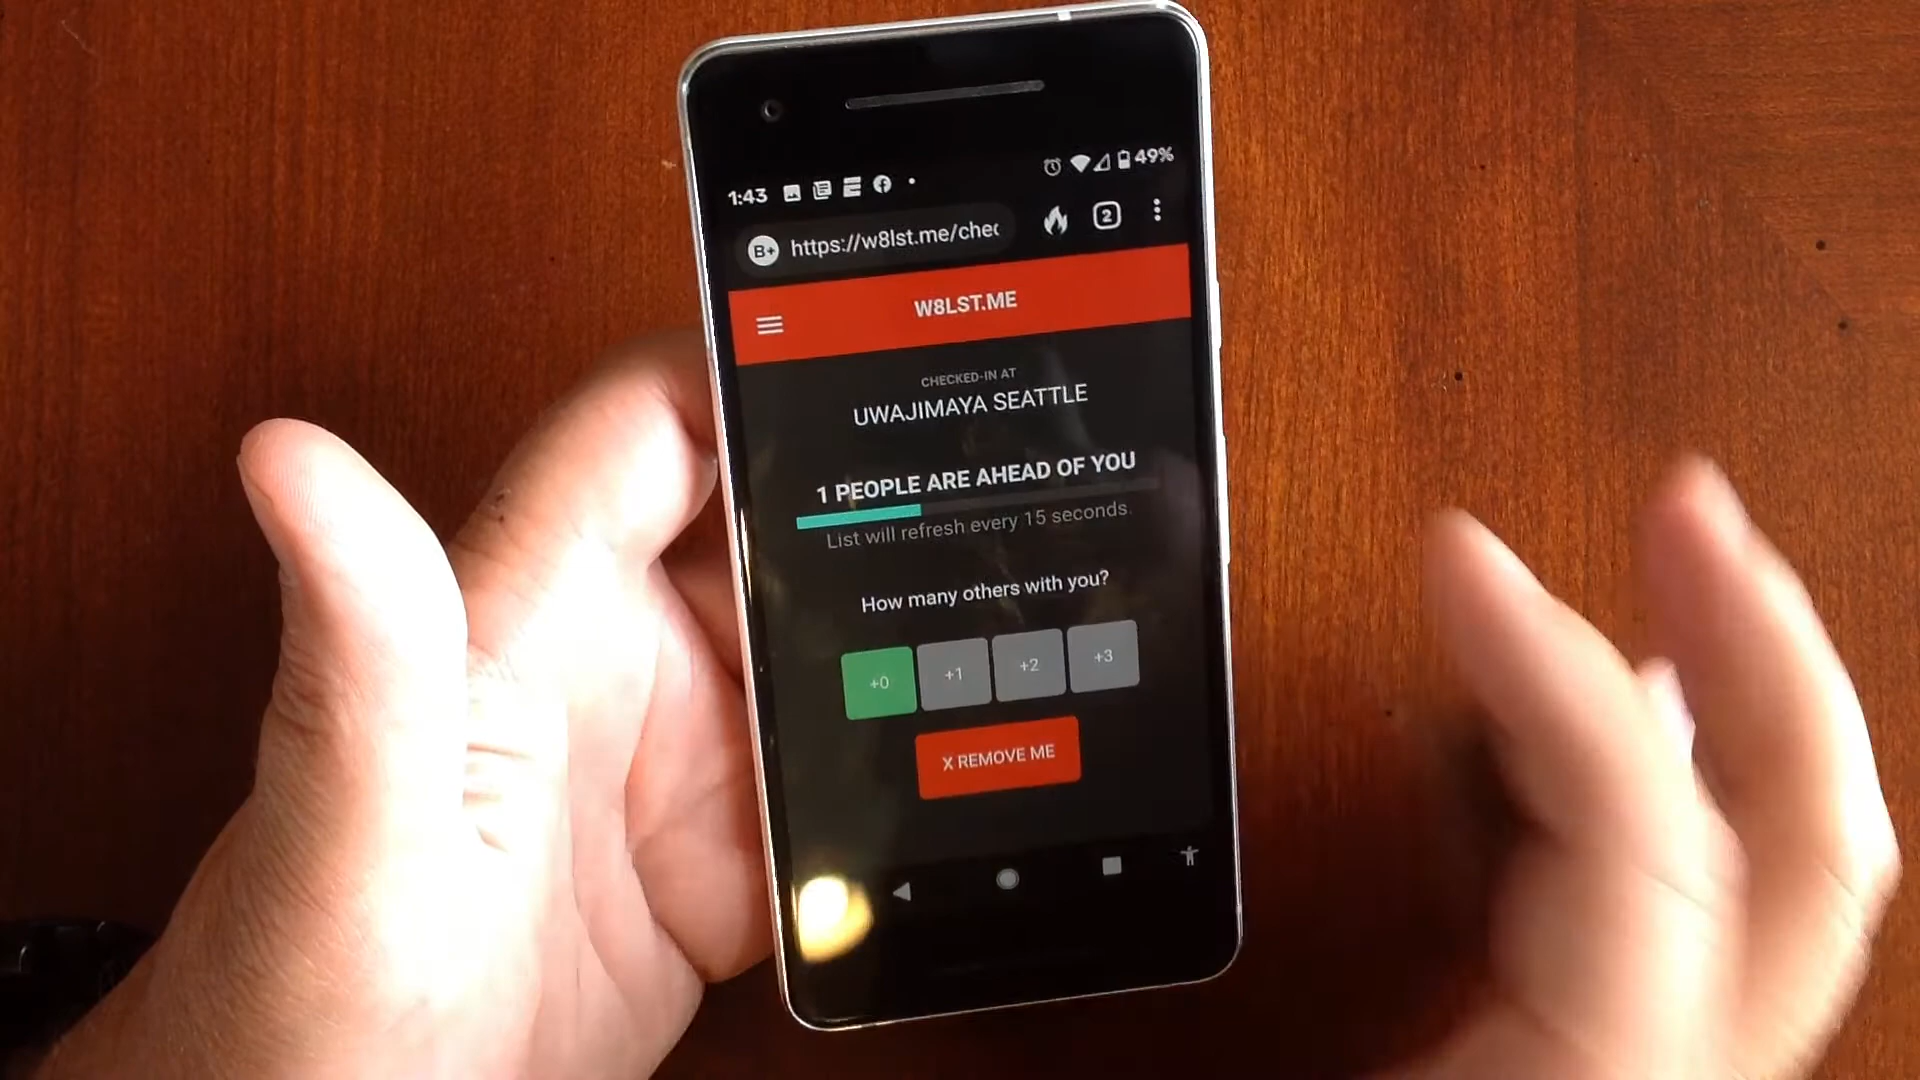 1:43
49%
B+ https://w8lst.me/chec
2
W8LST.ME
CHECKED-IN AT
UWAJIMAYA SEATTLE
1 PEOPLE ARE AHEAD OF YOU
List will refresh every 15 seconds.
How many others with you?
+0 +1 +2 +3
X REMOVE ME